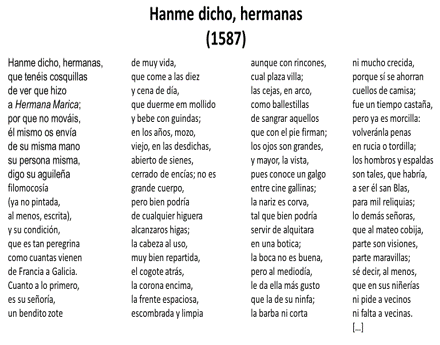 Hanme dicho, hermanas
(1587)
Hanme dicho, hermanas,
que tenéis cosquillas
de ver que hizo
a Hermana Marica;
por que no mováis,
él mismo os envía
de su misma mano
su persona misma,
digo su aguileña
filomocosía
(ya no pintada,
al menos, escrita),
y su condición,
que es tan peregrina
como cuantas vienen
de Francia a Galicia.
Cuanto a lo primero,
es su señoría,
un bendito zote
de muy vida,
que come a las diez
y cena de día,
que duerme em mollido
y bebe con guindas;
en los años, mozo,
viejo, en las desdichas,
abierto de sienes,
cerrado de encías; no es
grande cuerpo,
pero bien podría
de cualquier higuera
alcanzaros higas;
la cabeza al uso,
muy bien repartida,
el cogote atrás,
la corona encima,
la frente espaciosa,
escombrada y limpia
aunque con rincones,
cual plaza villa;
las cejas, en arco,
como ballestillas
de sangrar aquellos
que con el pie firman;
los ojos son grandes,
y mayor, la vista,
pues conoce un galgo
entre cine gallinas;
la nariz es corva,
tal que bien podría
servir de alquitara
en una botica;
la boca no es buena,
pero al mediodía,
le da ella más gusto
que la de su ninfa;
la barba ni corta
ni mucho crecida,
porque sí se ahorran
cuellos de camisa;
fue un tiempo castaña,
pero ya es morcilla:
volveránla penas
en rucia o tordilla;
los hombros y espaldas
son tales, que habría,
a ser él san Blas,
para mil reliquias;
lo demás señoras,
que al mateo cobija,
parte son visiones,
parte maravillas;
sé decir, al menos,
que en sus niñerías
ni pide a vecinos
ni falta a vecinas.
[...]